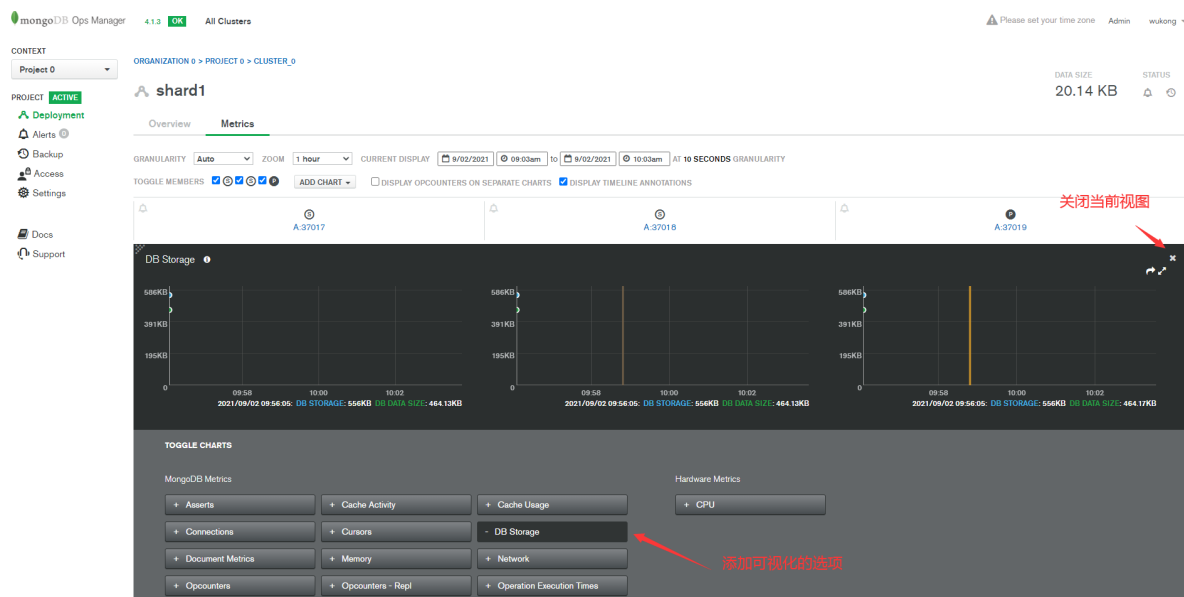 mongoDB Ops Manager 4.1.3 OK All Clusters Please set your time zone Admin wukong
CONTEXT
Project 0
PROJECT ACTIVE
Deployment
Alerts 0
Backup
Access
Settings
Docs
Support
ORGANIZATION 0 > PROJECT 0 > CLUSTER_0
shard1
DATA SIZE STATUS
20.14 KB
Overview Metrics
GRANULARITY Auto ZOOM 1 hour CURRENT DISPLAY 9/02/2021 09:03am to 9/02/2021 10:03am AT 10 SECONDS GRANULARITY
TOGGLE MEMBERS S S P ADD CHART DISPLAY OPCOUNTERS ON SEPARATE CHARTS DISPLAY TIMELINE ANNOTATIONS
关闭当前视图
S S P
A:37017 A:37018 A:37019
DB Storage
586KB 586KB 586KB
391KB 391KB 391KB
195KB 195KB 195KB
0 0 0
09:58 10:00 10:02 09:58 10:00 10:02 09:58 10:00 10:02
2021/09/02 09:56:05: DB STORAGE: 556KB DB DATA SIZE: 464.13KB 2021/09/02 09:56:05: DB STORAGE: 556KB DB DATA SIZE: 464.13KB 2021/09/02 09:56:05: DB STORAGE: 556KB DB DATA SIZE: 464.17KB
TOGGLE CHARTS
MongoDB Metrics Hardware Metrics
+ Asserts + Cache Activity + Cache Usage + CPU
+ Connections + Cursors - DB Storage
+ Document Metrics + Memory + Network
添加可视化的选项
+ Opcounters + Opcounters - Repl + Operation Execution Times